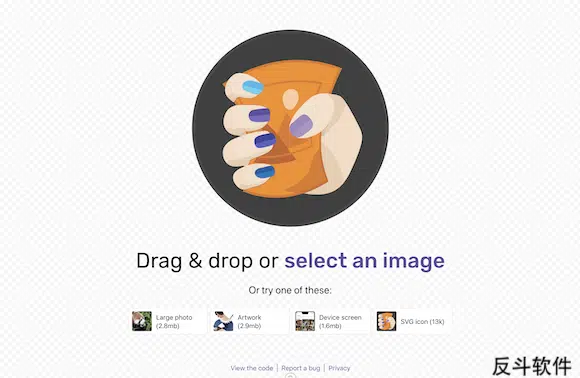 Drag & drop or select an image
Or try one of these:
Large photo
(2.8mb)
Artwork
(2.9mb)
Device screen
(1.6mb)
SVG icon (13k)
View the code | Report a bug | Privacy
反斗软件